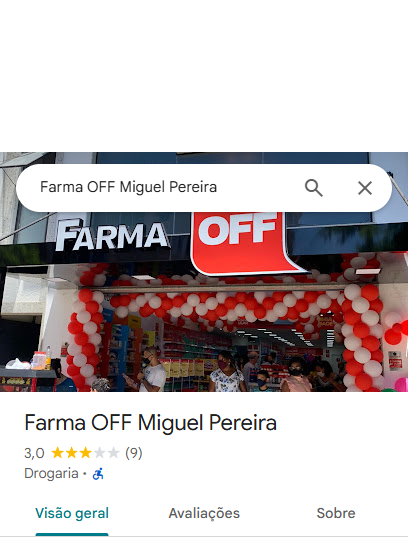 Farma OFF Miguel Pereira
FARMA OFF
Farma OFF Miguel Pereira
3,0 (9)
Drogaria ·
Visão geral Avaliações Sobre